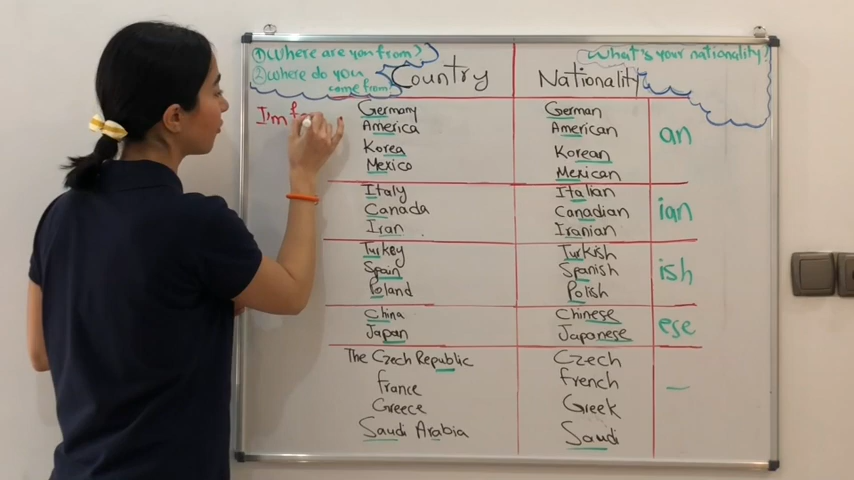 ① Where are you from?
② Where do you
come from
What's your nationality?
Country Nationality
I'm
Germany German
America American
Korea Korean
Mexico Mexican
an
Italy Italian
Canada Canadian
Iran Iranian
ian
Turkey Turkish
Spain Spanish
Poland Polish
ish
China Chinese
Japan Japanese
ese
The Czech Republic Czech
France French
Greece Greek
Saudi Arabia Saudi
—